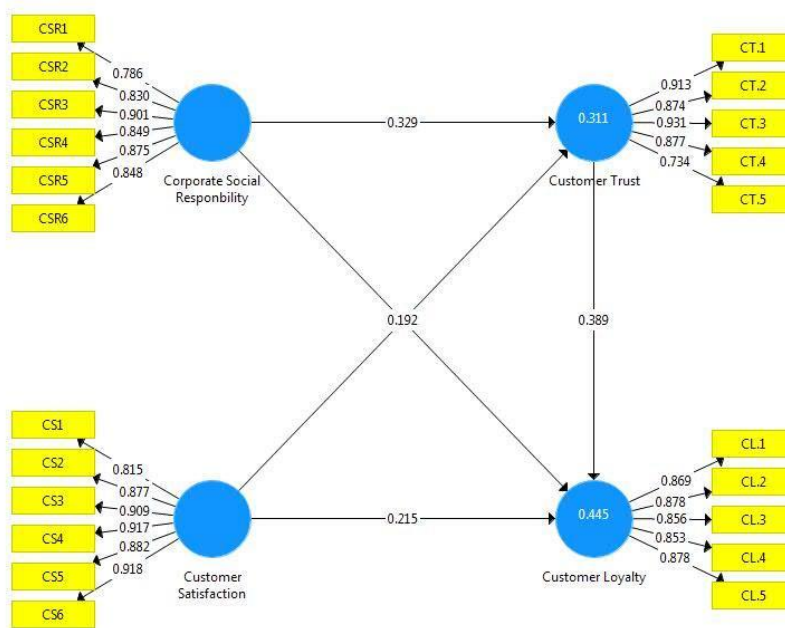 CSR1
CSR2
CSR3
CSR4
CSR5
CSR6
0.786
0.830
0.901
0.849
0.875
0.848
Corporate Social
Responbility
0.329
0.311
Customer Trust
0.913
0.874
0.931
0.877
0.734
CT.1
CT.2
CT.3
CT.4
CT.5
0.192
0.389
CS1
CS2
CS3
CS4
CS5
CS6
0.815
0.877
0.909
0.917
0.882
0.918
Customer
Satisfaction
0.215
0.445
Customer Loyalty
0.869
0.878
0.856
0.853
0.878
CL.1
CL.2
CL.3
CL.4
CL.5